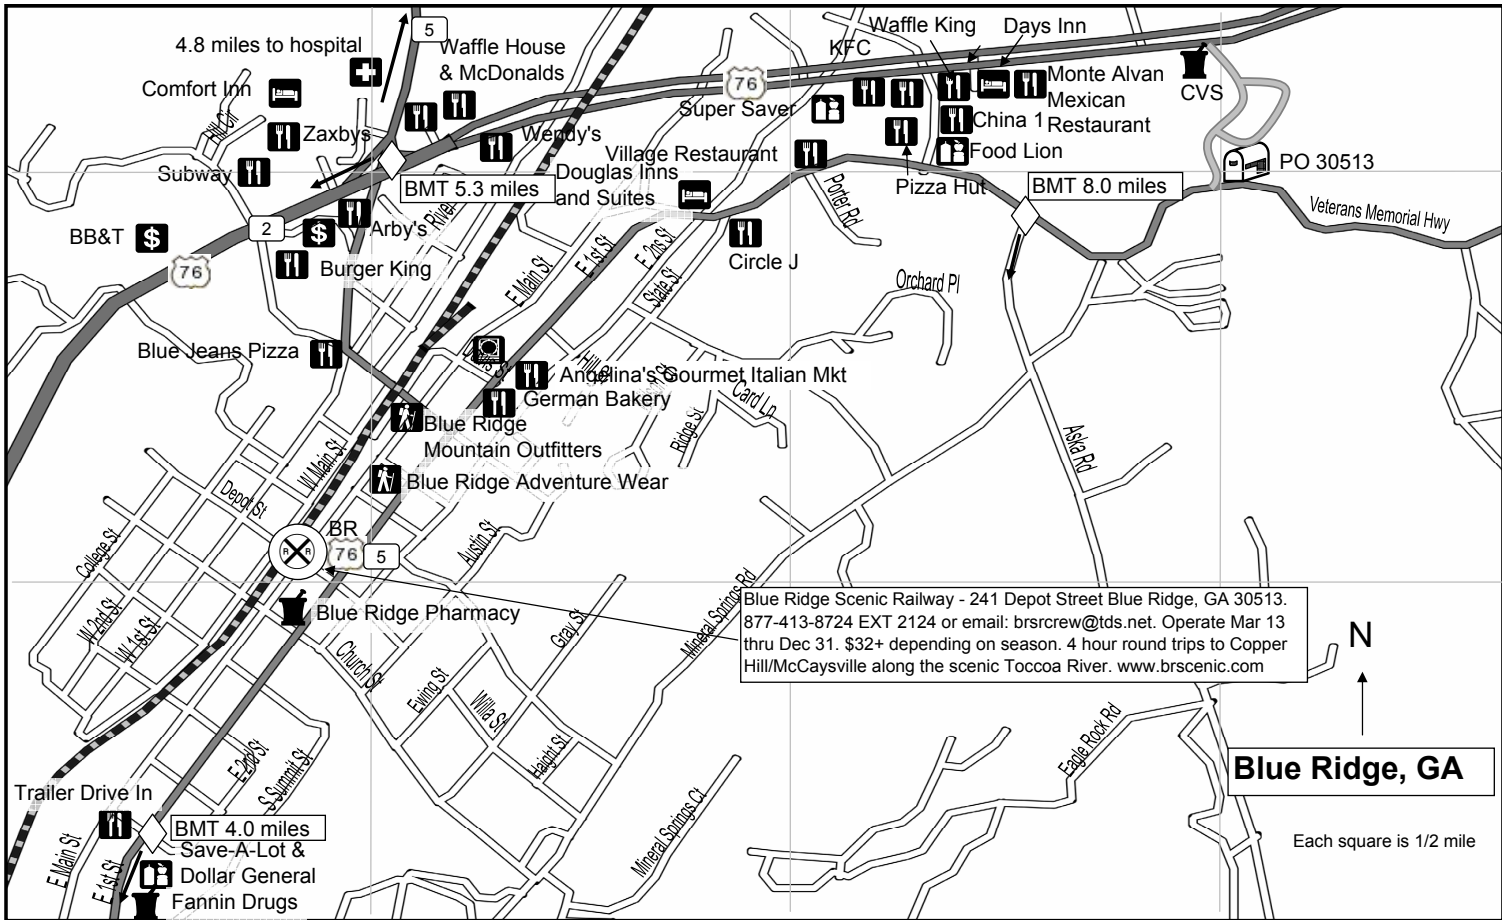 5
Waffle King
Days Inn
4.8 miles to hospital
Waffle House
& McDonalds
KFC
76
Monte Alvan
Mexican
Restaurant
CVS
Comfort Inn
Hill Cir
Super Saver
China 1
Zaxbys
Wendy's
Village Restaurant
Food Lion
PO 30513
Subway
Douglas Inns
and Suites
BMT 5.3 miles
Pizza Hut
BMT 8.0 miles
Porter Rd
River
Veterans Memorial Hwy
2
Arby's
BB&T
76
Burger King
E Main St
E 1st St
E. 2ns St
State St
Circle J
Orchard Pl
Blue Jeans Pizza
Angelina's Gourmet Italian Mkt
German Bakery
Card Ln
Ridge St
Blue Ridge
Mountain Outfitters
Aska Rd
W Main St
Blue Ridge Adventure Wear
Depot St
College St
R R
BR
76
5
Austin St
W 2nd St
W 1st St
Blue Ridge Pharmacy
Gray St
Mineral Springs Rd
Blue Ridge Scenic Railway - 241 Depot Street Blue Ridge, GA 30513.
877-413-8724 EXT 2124 or email: brsrcrew@tds.net. Operate Mar 13
thru Dec 31. $32+ depending on season. 4 hour round trips to Copper
Hill/McCaysville along the scenic Toccoa River. www.brscenic.com
N
Church St
Ewing St
Willa St
Haight St
Eagle Rock Rd
Blue Ridge, GA
E 2nd St
S Summit St
Trailer Drive In
BMT 4.0 miles
Mineral Springs Ct
Each square is 1/2 mile
E Main St
E 1st St
Save-A-Lot &
Dollar General
Fannin Drugs